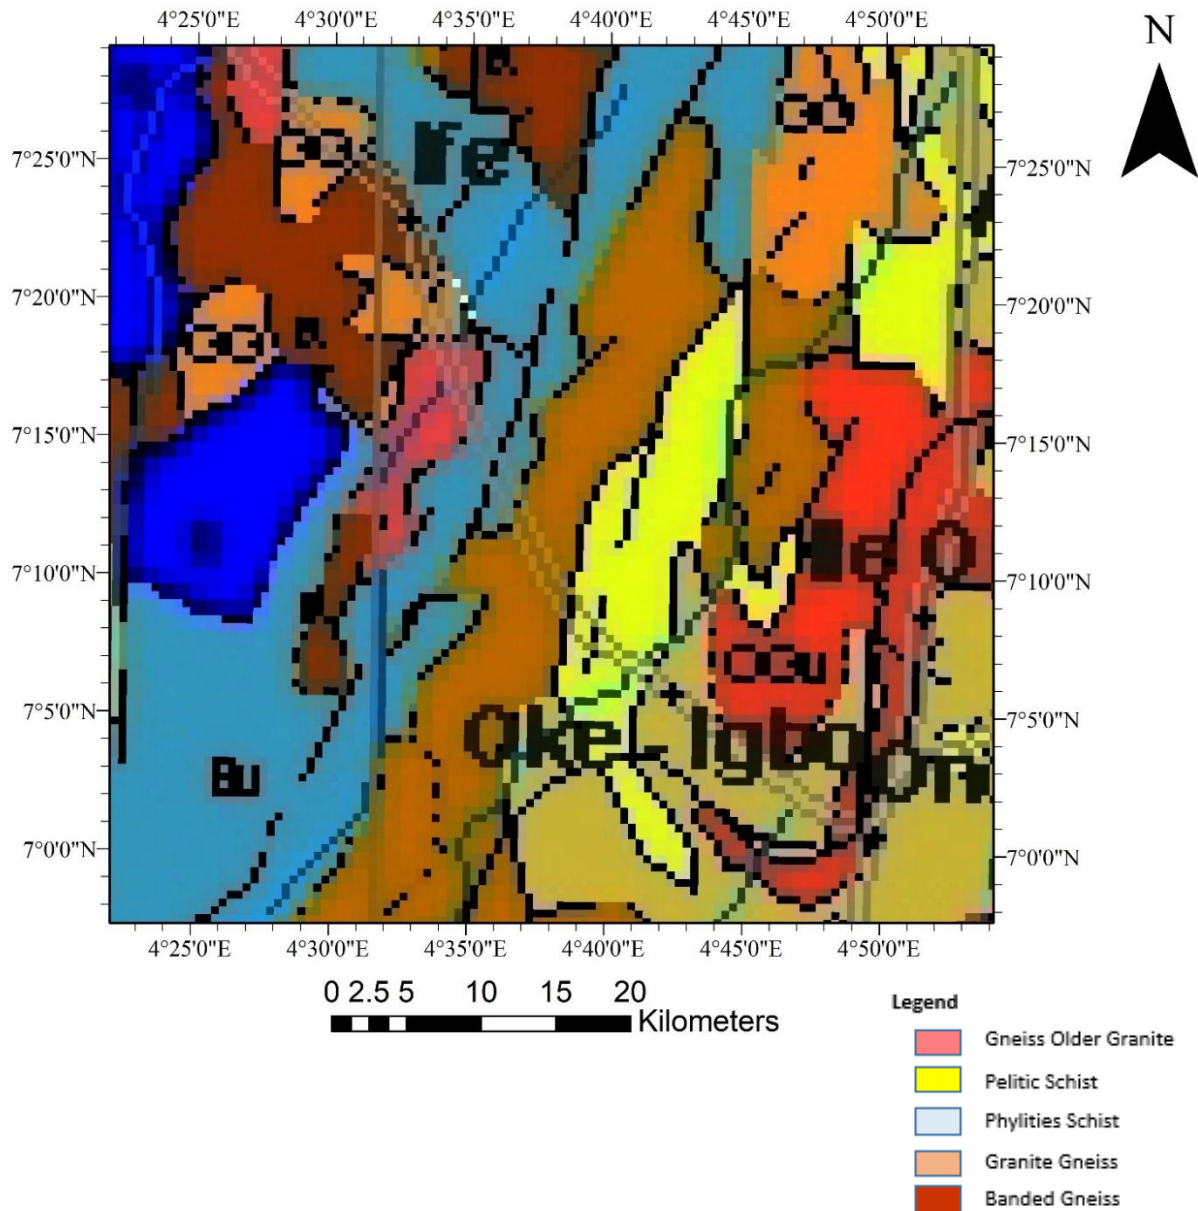 4°25'0"E 4°30'0"E 4°35'0"E 4°40'0"E 4°45'0"E 4°50'0"E
N
7°25'0"N 7°25'0"N
7°20'0"N 7°20'0"N
7°15'0"N 7°15'0"N
7°10'0"N 7°10'0"N
7°5'0"N 7°5'0"N
Oke-Igbo
Bu
7°0'0"N 7°0'0"N
4°25'0"E 4°30'0"E 4°35'0"E 4°40'0"E 4°45'0"E 4°50'0"E
0 2.5 5 10 15 20
Kilometers
Legend
Gneiss Older Granite
Pelitic Schist
Phylities Schist
Granite Gneiss
Banded Gneiss